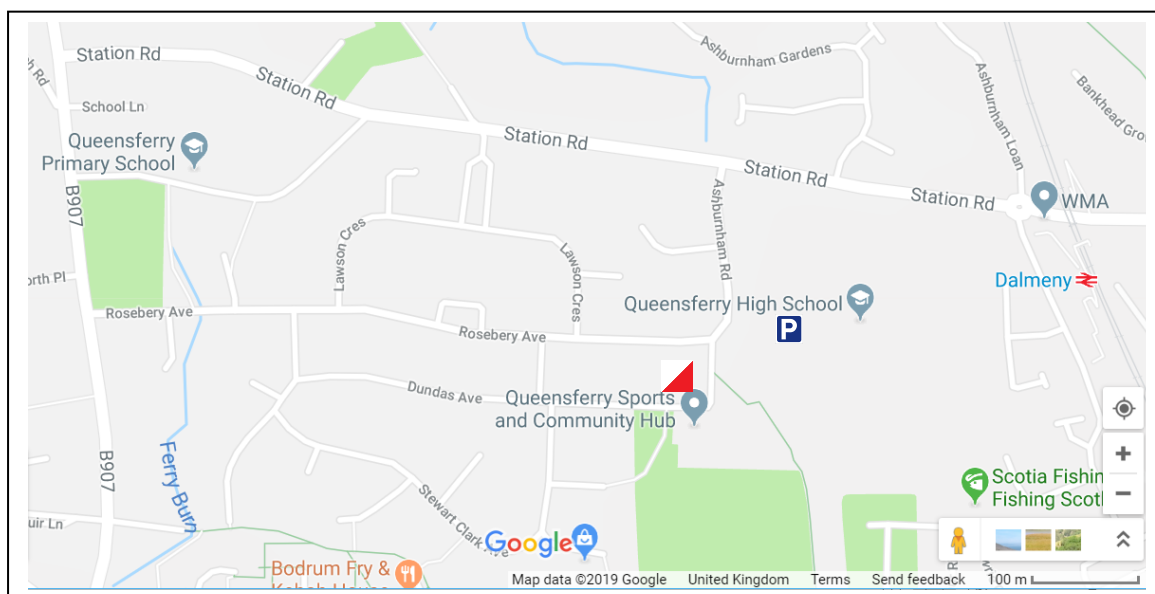 Station Rd
Station Rd
School Ln
Queensferry
Primary School
B907
Station Rd
Ashburnham Gardens
Ashburnham Loan
Station Rd
Station Rd
WMA
Lawson Cres
Lawson Cres
Ashburnham Rd
Dalmeny
Queensferry High School
P
Rosebery Ave
Rosebery Ave
Dundas Ave
Queensferry Sports
and Community Hub
B907
Ferry Burn
Stewart Clark Ave
Scotia Fishin
Fishing Scot
Google
Bodrum Fry &
Map data ©2019 Google United Kingdom Terms Send feedback 100 m